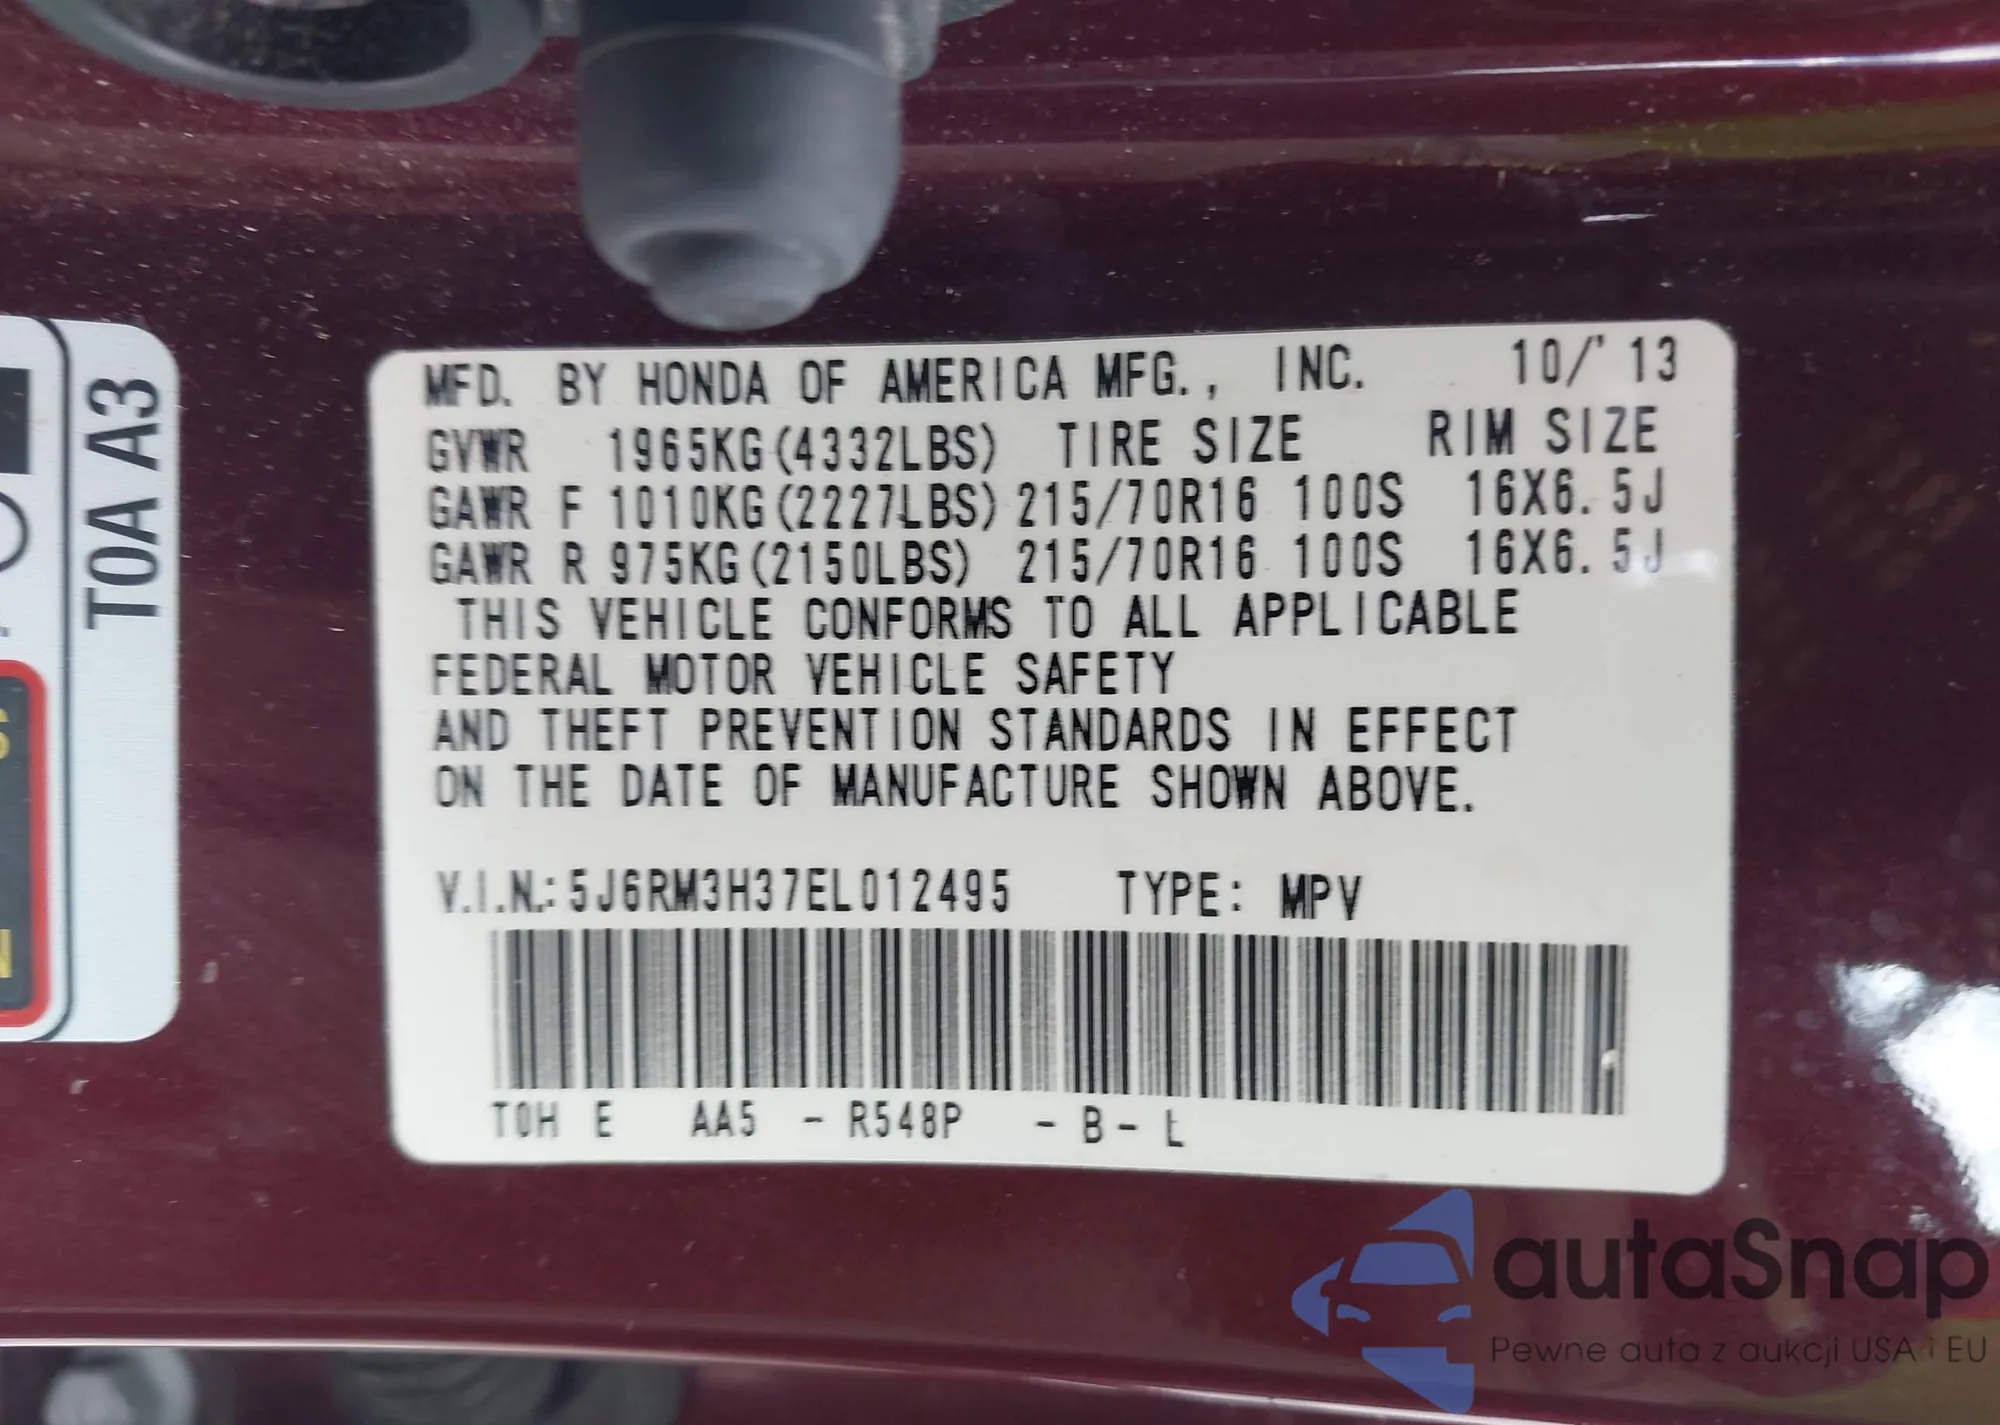 MFD. BY HONDA OF AMERICA MFG., INC. 10/'13
GVWR 1965KG(4332LBS) TIRE SIZE RIM SIZE
GAWR F 1010KG(2227LBS) 215/70R16 100S 16X6.5J
GAWR R 975KG(2150LBS) 215/70R16 100S 16X6.5J
THIS VEHICLE CONFORMS TO ALL APPLICABLE
FEDERAL MOTOR VEHICLE SAFETY
AND THEFT PREVENTION STANDARDS IN EFFECT
ON THE DATE OF MANUFACTURE SHOWN ABOVE.
V.I.N.: 5J6RM3H37EL012495 TYPE: MPV
T0H E AA5 - R548P - B - L
T0A A3
autaSnap
Pewne auta z aukcji USA i EU